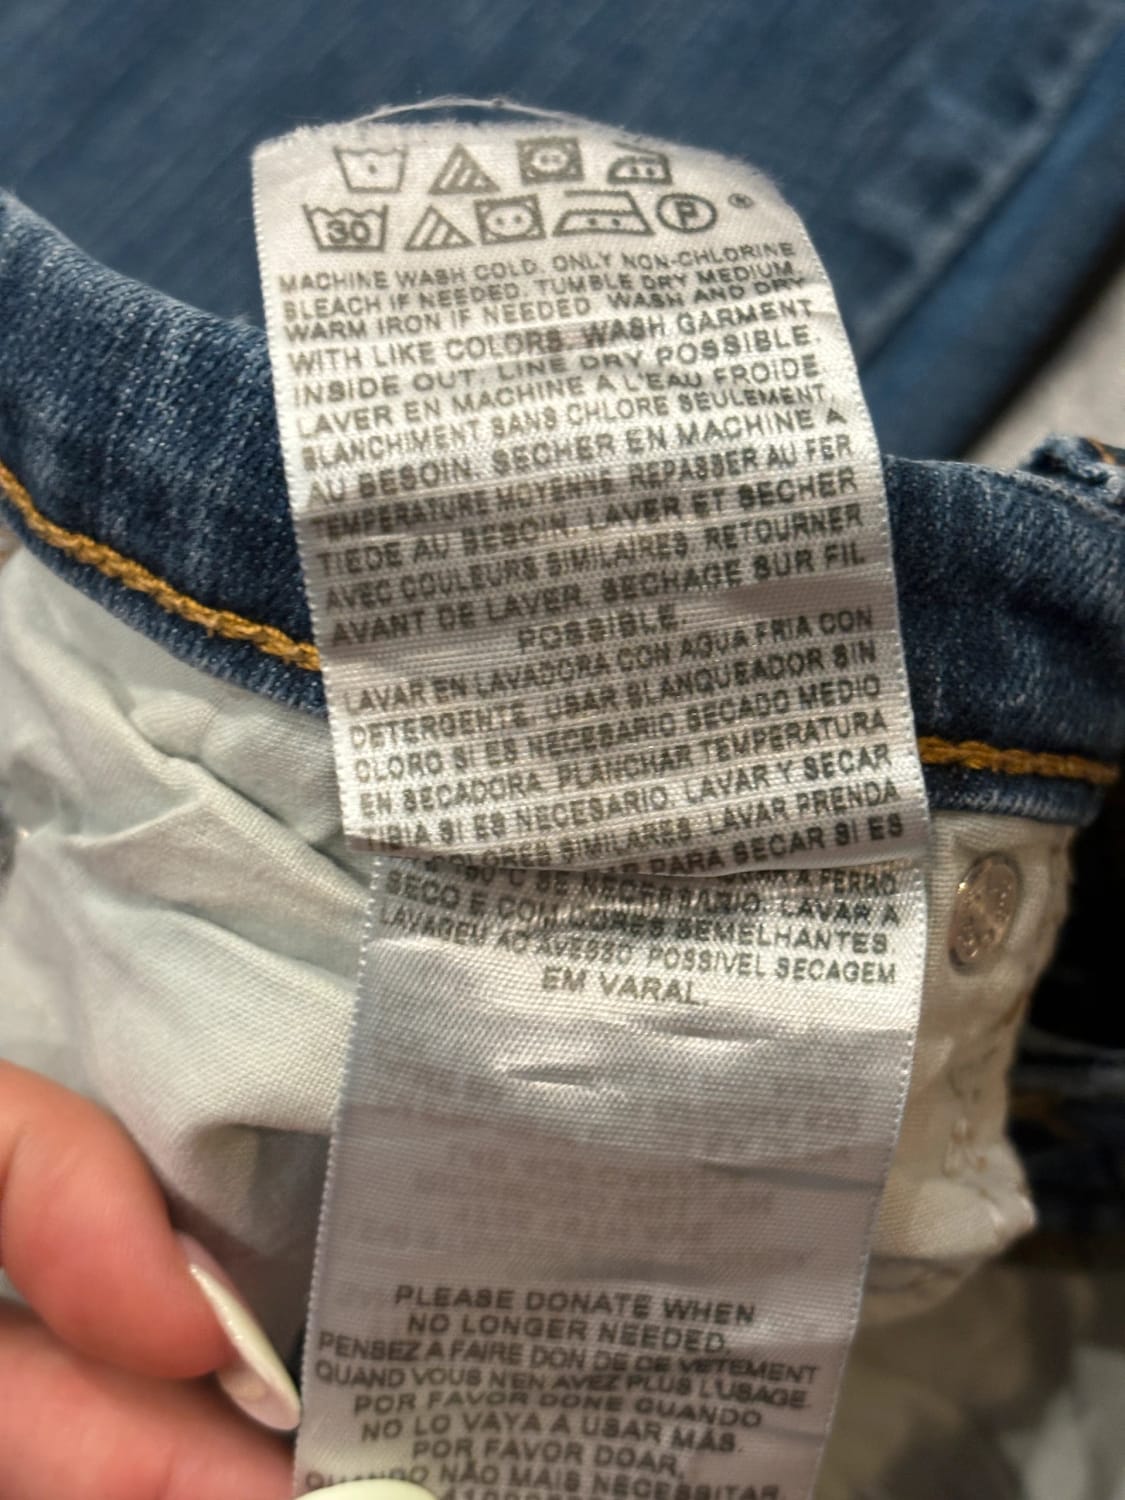 30 P ®
MACHINE WASH COLD. ONLY NON-CHLORINE
BLEACH IF NEEDED. TUMBLE DRY MEDIUM.
WARM IRON IF NEEDED. WASH AND DRY
WITH LIKE COLORS. WASH GARMENT
INSIDE OUT. LINE DRY POSSIBLE.
LAVER EN MACHINE A L'EAU FROIDE
BLANCHIMENT SANS CHLORE SEULEMENT,
AU BESOIN. SECHER EN MACHINE A
TEMPERATURE MOYENNE. REPASSER AU FER
TIEDE AU BESOIN. LAVER ET SECHER
AVEC COULEURS SIMILAIRES. RETOURNER
AVANT DE LAVER. SECHAGE SUR FIL
POSSIBLE.
LAVAR EN LAVADORA CON AGUA FRIA CON
DETERGENTE. USAR BLANQUEADOR SIN
CLORO SI ES NECESARIO SECADO MEDIO
EN SECADORA. PLANCHAR TEMPERATURA
TIBIA SI ES NECESARIO. LAVAR Y SECAR
COLORES SIMILARES. LAVAR PRENDA
PARA SECAR SI ES
SE NECESSARIO. LAVAR A
SECO E COM CORES SEMELHANTES
LAVAGEM AO AVESSO. POSSIVEL SECAGEM
EM VARAL.
PLEASE DONATE WHEN
NO LONGER NEEDED.
PENSEZ A FAIRE DON DE CE VETEMENT
QUAND VOUS N'EN AVEZ PLUS L'USAGE.
POR FAVOR DONE CUANDO
NO LO VAYA A USAR MÁS.
POR FAVOR DOAR,
QUANDO NÃO MAIS NECESSITAR.